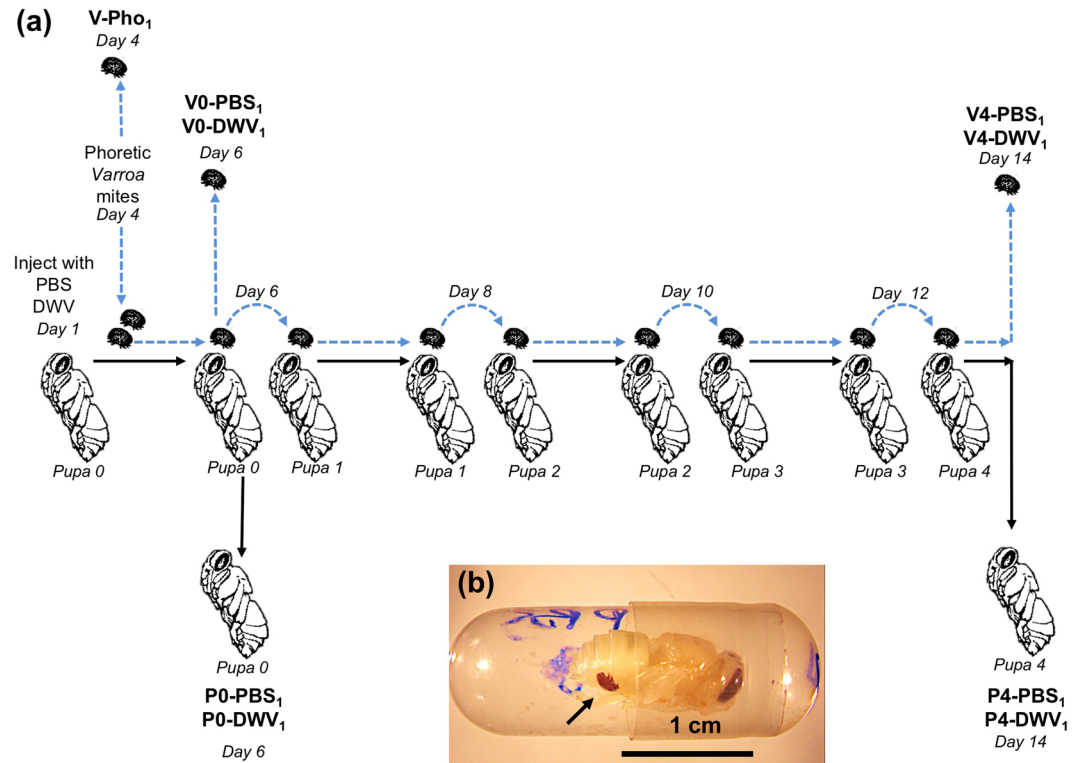 (a)
V-Pho1
Day 4
Phoretic
Varroa
mites
Day 4
Inject with
PBS
DWV
Day 1
V0-PBS1
V0-DWV1
Day 6
V4-PBS1
V4-DWV1
Day 14
Day 6
Day 8
Day 10
Day 12
Pupa 0
Pupa 0
Pupa 1
Pupa 1
Pupa 2
Pupa 2
Pupa 3
Pupa 3
Pupa 4
Pupa 0
P0-PBS1
P0-DWV1
Day 6
(b)
1 cm
Pupa 4
P4-PBS1
P4-DWV1
Day 14